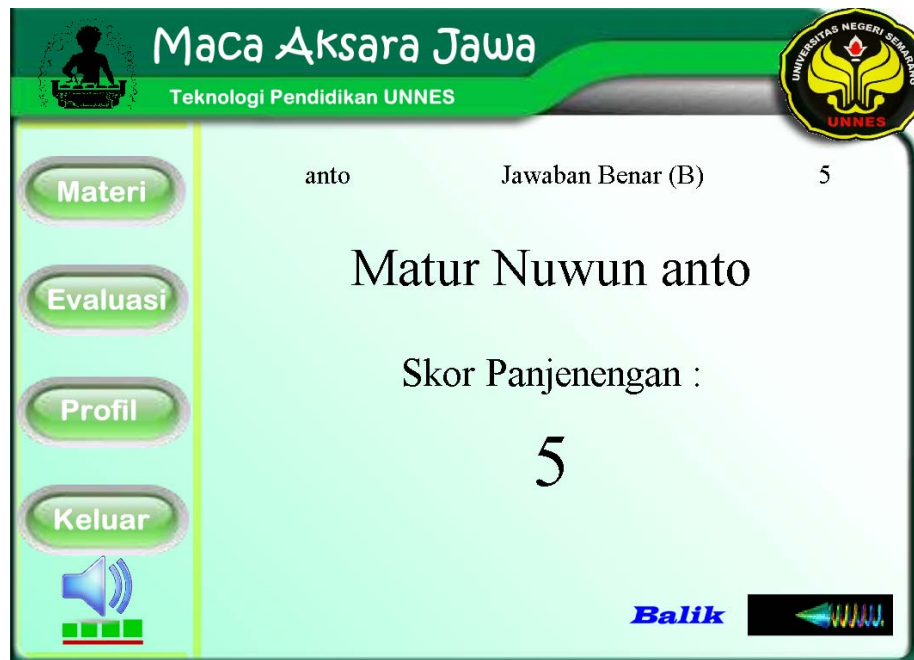 Maca Aksara Jawa
Teknologi Pendidikan UNNES
UNIVERSITAS NEGERI SEMARANG
UNNES
Materi
Evaluasi
Profil
Keluar
anto Jawaban Benar (B) 5
Matur Nuwun anto
Skor Panjenengan :
5
Balik